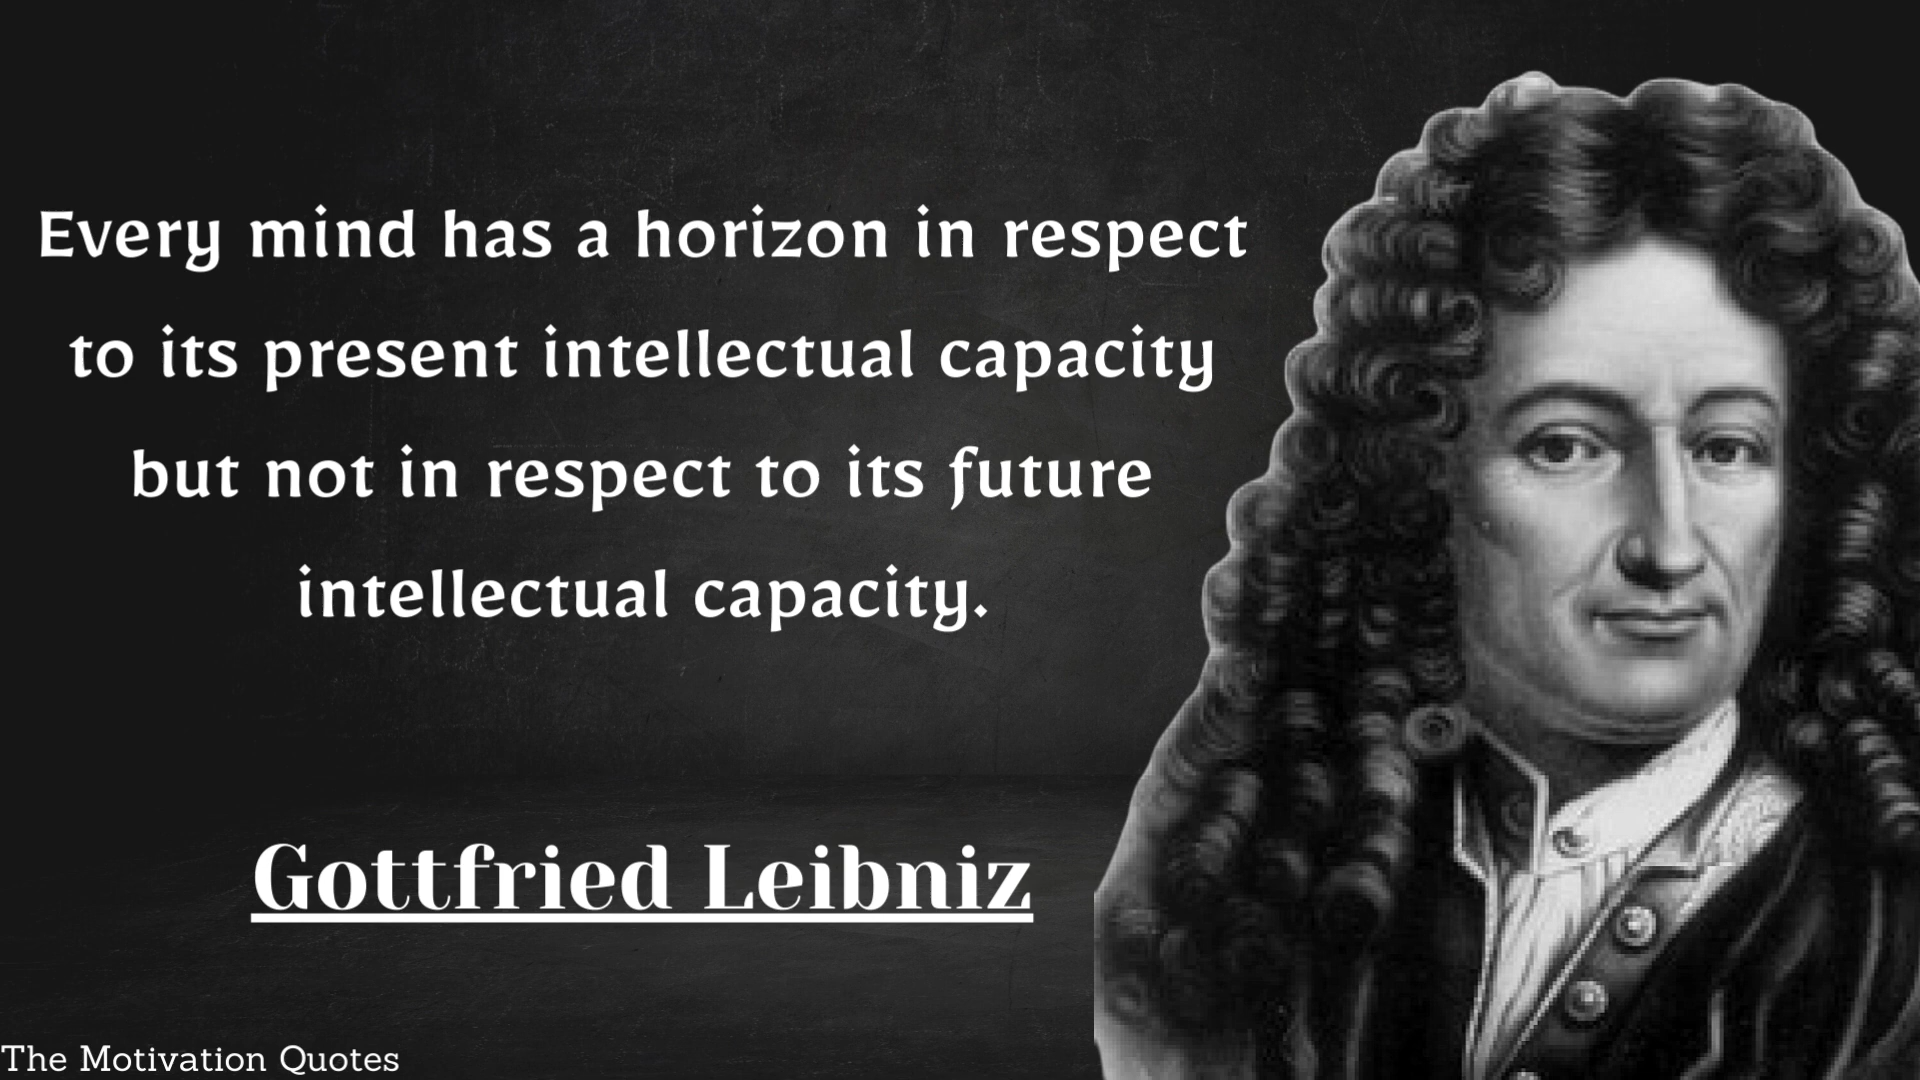 Every mind has a horizon in respect
to its present intellectual capacity
but not in respect to its future
intellectual capacity.
Gottfried Leibniz
The Motivation Quotes